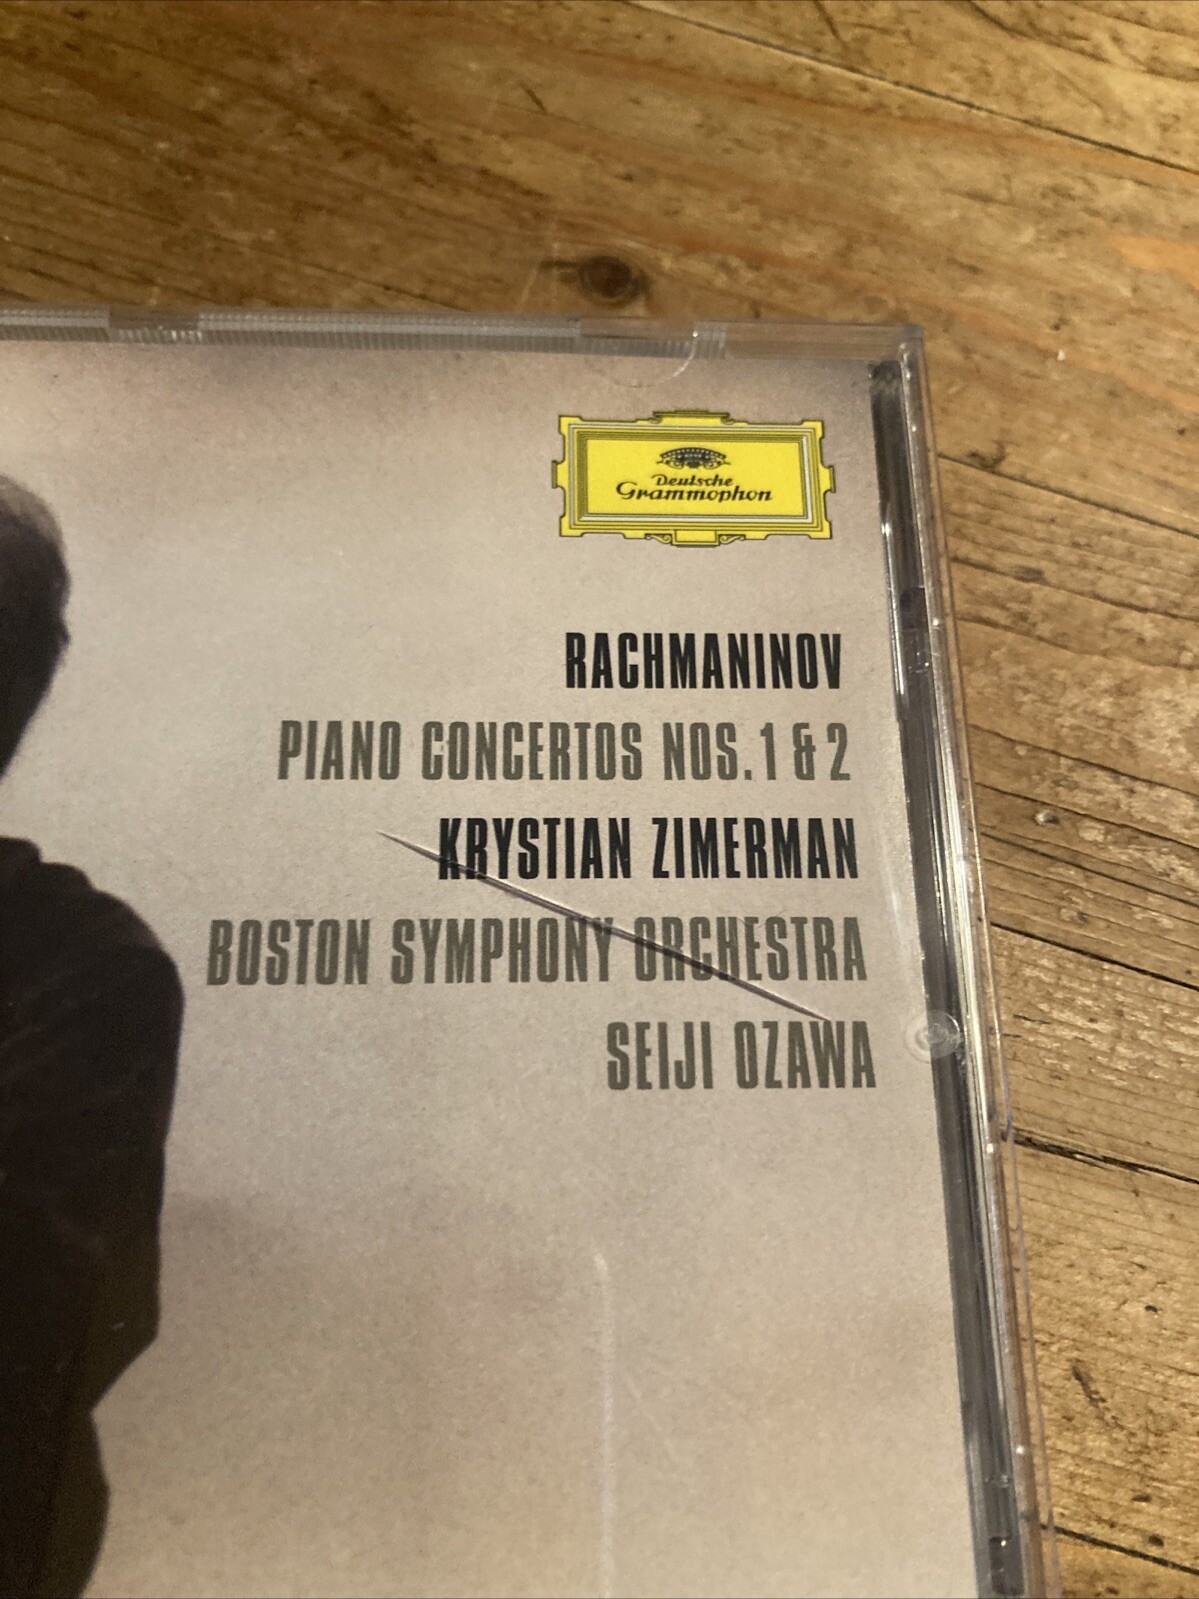 Deutsche
Grammophon
RACHMANINOV
PIANO CONCERTOS NOS. 1 & 2
KRYSTIAN ZIMERMAN
BOSTON SYMPHONY ORCHESTRA
SEIJI OZAWA